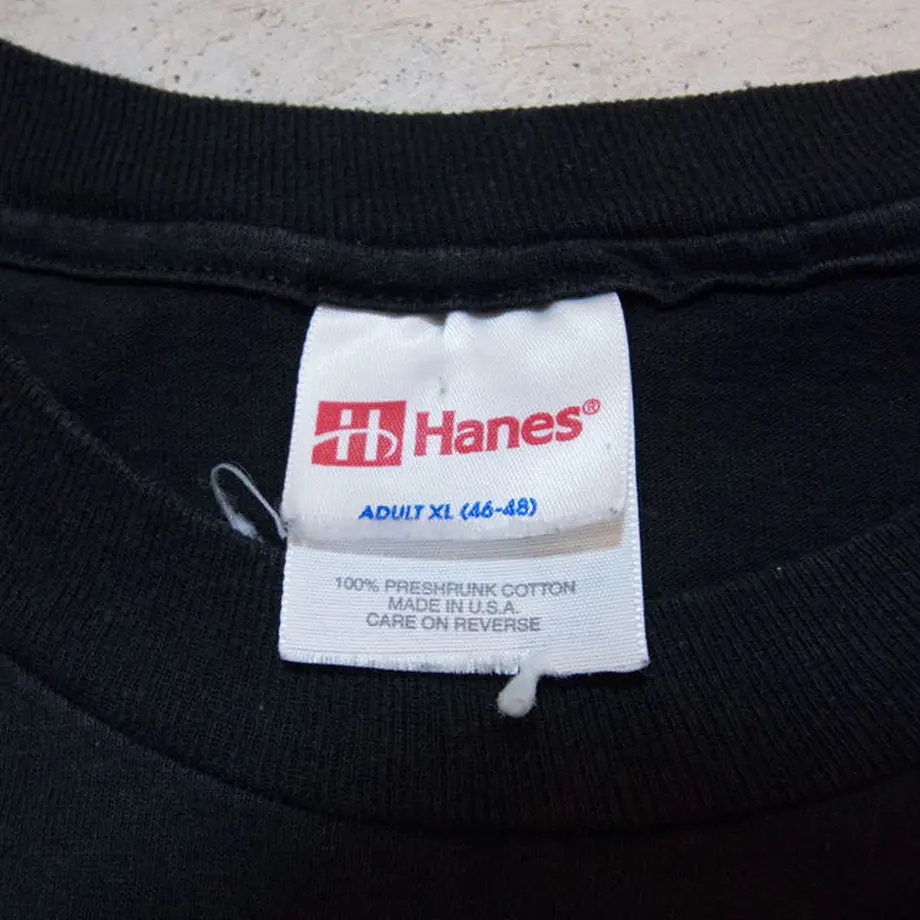 H Hanes®
ADULT XL (46-48)
100% PRESHRUNK COTTON
MADE IN U.S.A.
CARE ON REVERSE